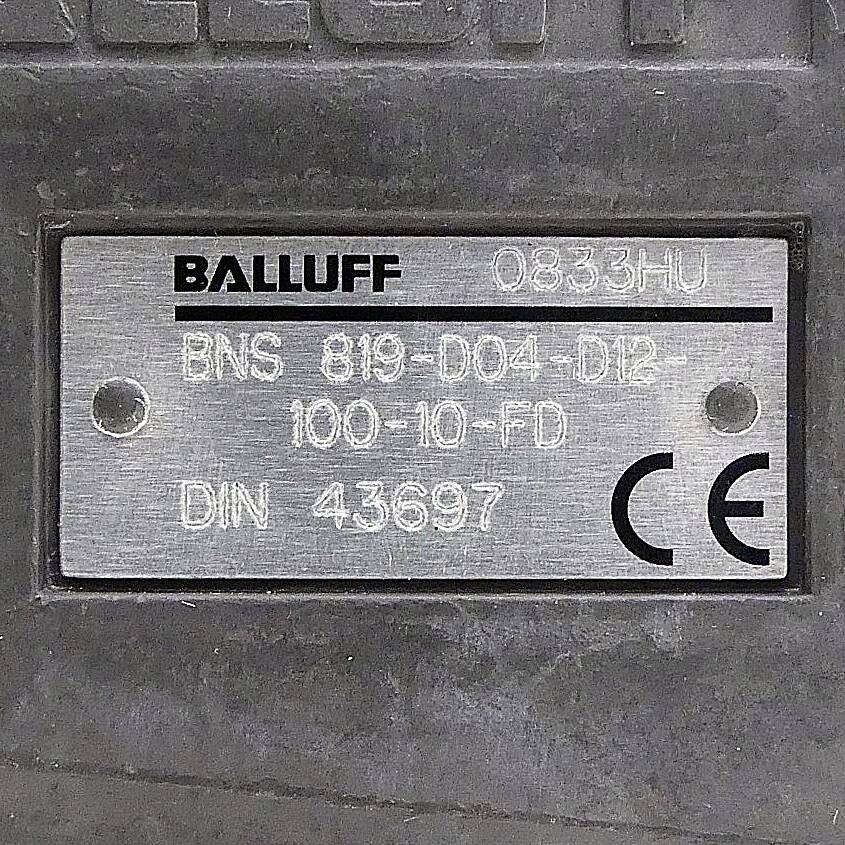 BALLUFF 0833HU
BNS 819-D04-D12-
100-10-FD
DIN 43697
CE